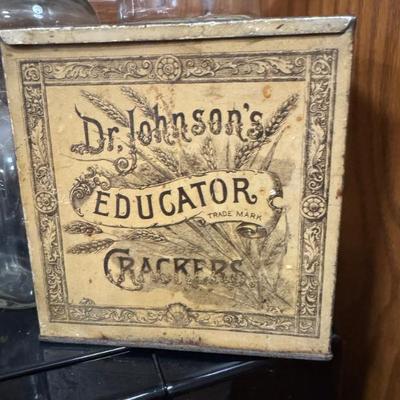 Dr. Johnson's
EDUCATOR
TRADE MARK
CRACKERS.